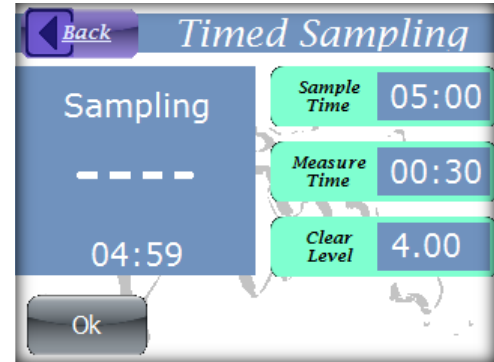 Back
Timed Sampling
Sampling
----
04:59
Sample
Time
05:00
Measure
Time
00:30
Clear
Level
4.00
Ok